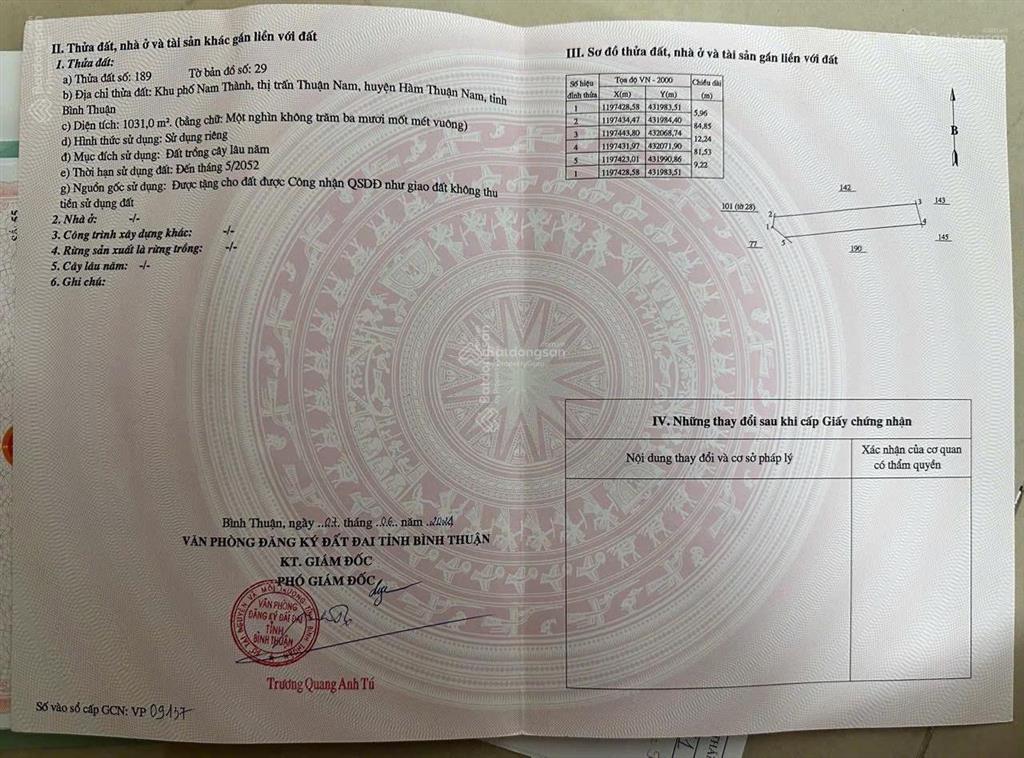 II. Thửa đất, nhà ở và tài sản khác gắn liền với đất
1. Thửa đất:
a) Thửa đất số: 189 Tờ bản đồ số: 29
b) Địa chỉ thửa đất: Khu phố Nam Thành, thị trấn Thuận Nam, huyện Hàm Thuận Nam, tỉnh
Bình Thuận
c) Diện tích: 1031,0 m². (bằng chữ: Một nghìn không trăm ba mươi mốt mét vuông)
d) Hình thức sử dụng: Sử dụng riêng
đ) Mục đích sử dụng: Đất trồng cây lâu năm
e) Thời hạn sử dụng đất: Đến tháng 5/2052
g) Nguồn gốc sử dụng: Được tặng cho đất được Công nhận QSDĐ như giao đất không thu
tiền sử dụng đất
2. Nhà ở: -/-
3. Công trình xây dựng khác: -/-
4. Rừng sản xuất là rừng trồng: -/-
5. Cây lâu năm: -/-
6. Ghi chú:
Bình Thuận, ngày ..07. tháng ..06.. năm ..2024
VĂN PHÒNG ĐĂNG KÝ ĐẤT ĐAI TỈNH BÌNH THUẬN
KT. GIÁM ĐỐC
PHÓ GIÁM ĐỐC
VĂN PHÒNG
ĐĂNG KÝ ĐẤT ĐAI
TỈNH
BÌNH THUẬN
Trương Quang Anh Tú
Số vào sổ cấp GCN: VP 09137
III. Sơ đồ thửa đất, nhà ở và tài sản gắn liền với đất
Số hiệu đỉnh thửa Tọa độ VN - 2000 Chiều dài (m)
X(m) Y(m)
1 1197428,58 431983,51
5,96
2 1197434,47 431984,40
84,85
3 1197443,80 432068,74
12,24
4 1197431,97 432071,90
81,53
5 1197423,01 431990,86
9,22
1 1197428,58 431983,51
B
142
101 (tờ 28) 2 3 143
1 4
77 5 190 145
IV. Những thay đổi sau khi cấp Giấy chứng nhận
Nội dung thay đổi và cơ sở pháp lý
Xác nhận của cơ quan
có thẩm quyền
Batdongsan
by PropertyGuru